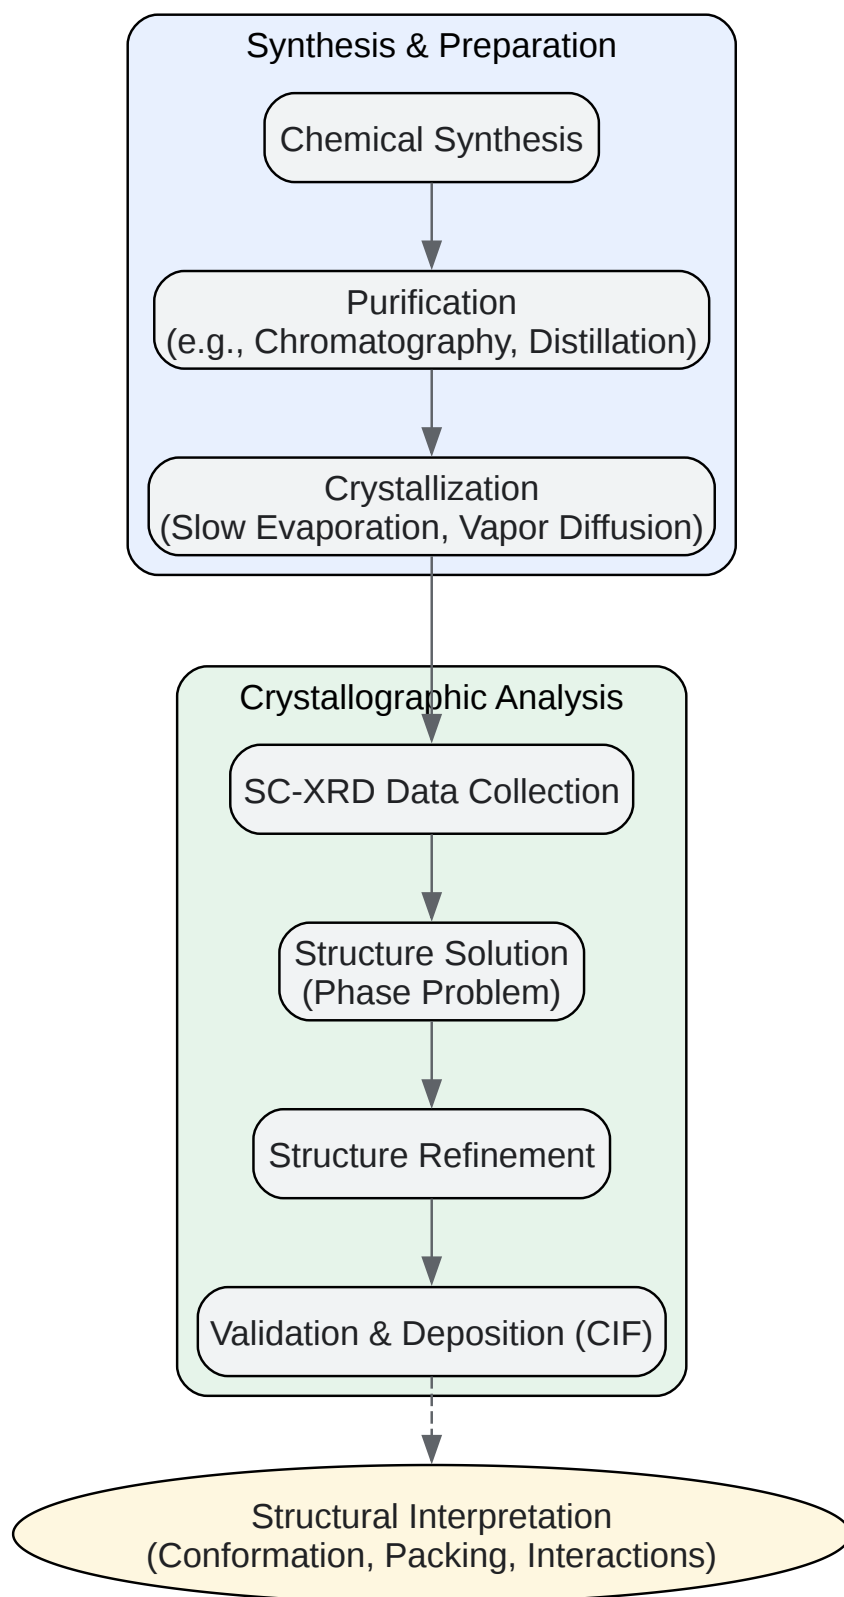 Synthesis & Preparation
Chemical Synthesis
Purification
(e.g., Chromatography, Distillation)
Crystallization
(Slow Evaporation, Vapor Diffusion)
Crystallographic Analysis
SC-XRD Data Collection
Structure Solution
(Phase Problem)
Structure Refinement
Validation & Deposition (CIF)
Structural Interpretation
(Conformation, Packing, Interactions)